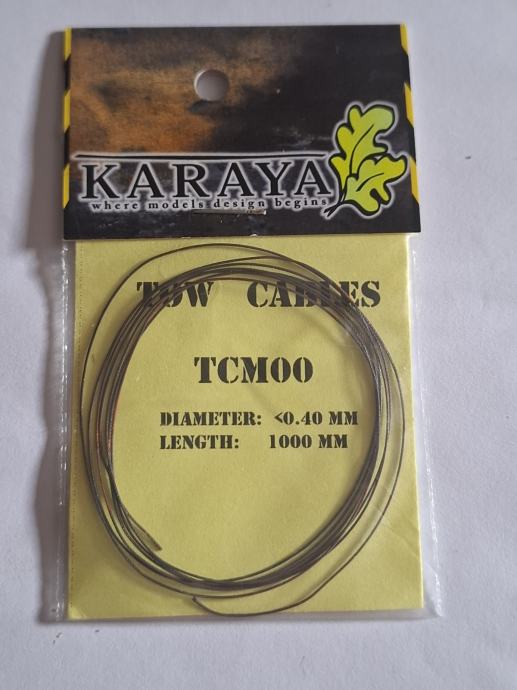 KARAYA
where models design begins
TOW CABLES
TCM00
DIAMETER: <0.40 MM
LENGTH: 1000 MM